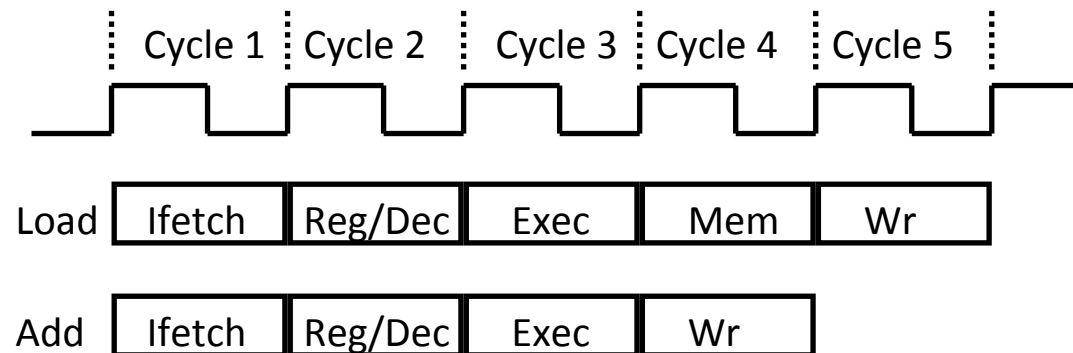 Cycle 1 Cycle 2 Cycle 3 Cycle 4 Cycle 5
Load Ifetch Reg/Dec Exec Mem Wr
Add Ifetch Reg/Dec Exec Wr